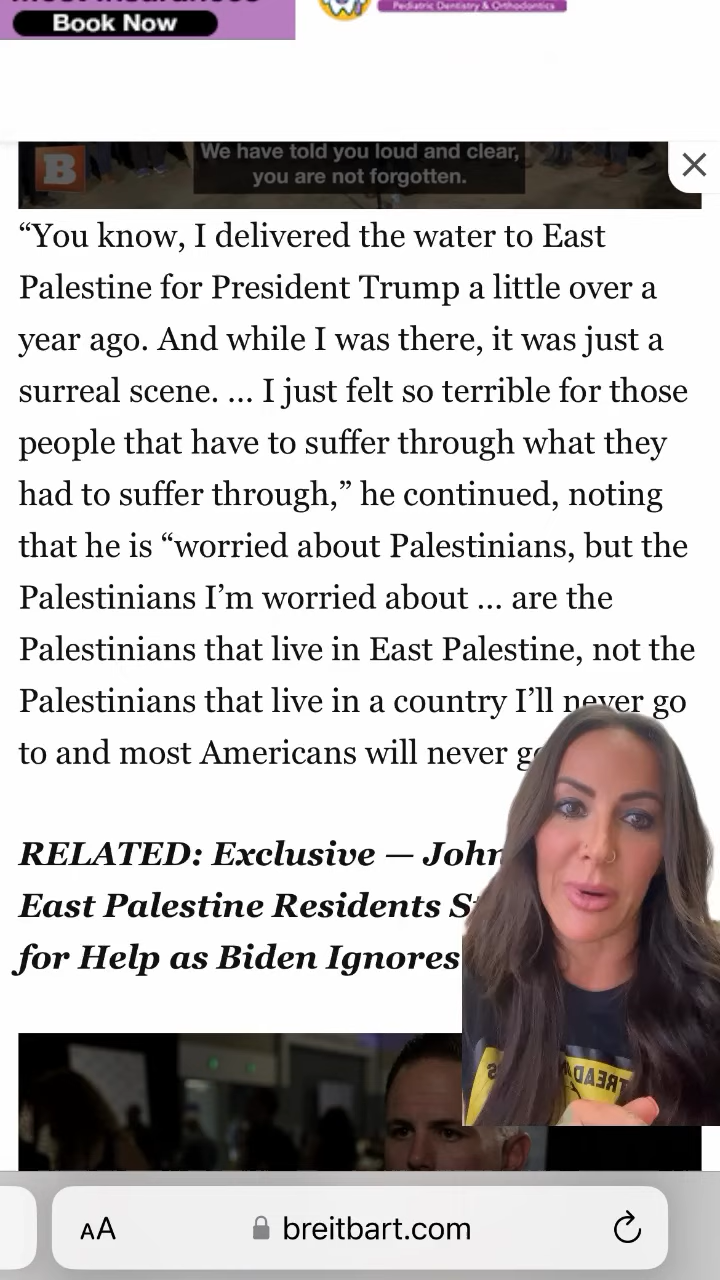 Book Now
Pediatric Dentistry & Orthodontics
B
We have told you loud and clear,
you are not forgotten.
“You know, I delivered the water to East
Palestine for President Trump a little over a
year ago. And while I was there, it was just a
surreal scene. ... I just felt so terrible for those
people that have to suffer through what they
had to suffer through,” he continued, noting
that he is “worried about Palestinians, but the
Palestinians I’m worried about ... are the
Palestinians that live in East Palestine, not the
Palestinians that live in a country I’ll never go
to and most Americans will never
RELATED: Exclusive — John
East Palestine Residents
for Help as Biden Ignores
TREAD
AA
breitbart.com